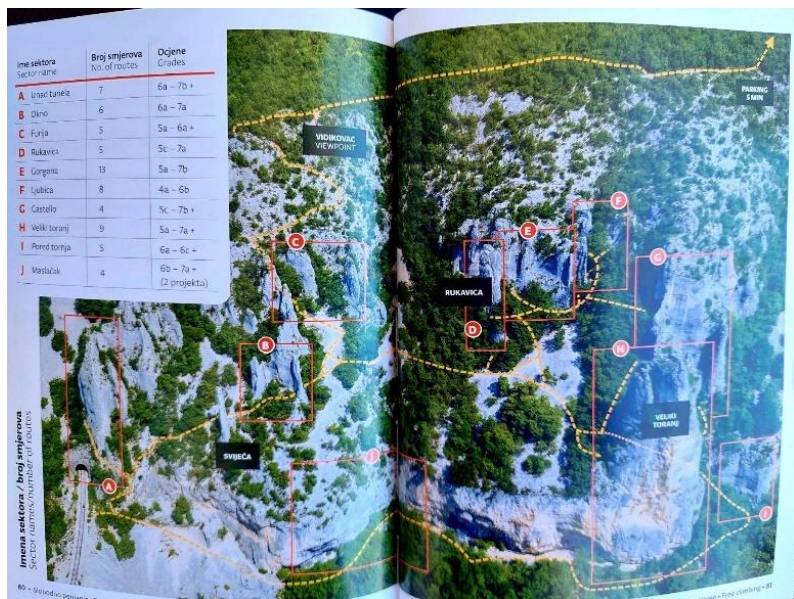 Ime sektora
Sector name
Broj smjerova
No. of routes
Ocjene
Grades
A Iznad tunela 7 6a – 7b +
B Okno 6 6a – 7a
C Furija 5a – 6a +
D Rukavica 5 5c – 7a
E Gorgona 13 5a – 7b
F Ljubica 8 4a – 6b
G Castello 4 5c – 7b +
H Veliki toranj 9 5a – 7a +
I Pored tornja 5 6a – 6c +
J Maslačak 4 6b – 7a +
(2 projekta)
VIDIKOVAC
VIEWPOINT
PARKING
5 MIN
C
B
A
SVIJEĆA
J
F
E
G
RUKAVICA
D
H
VELIKI
TORANJ
I
Imena sektora / broj smjerova
Sector names/number of routes
80 • Slobodno
• Free climbing •